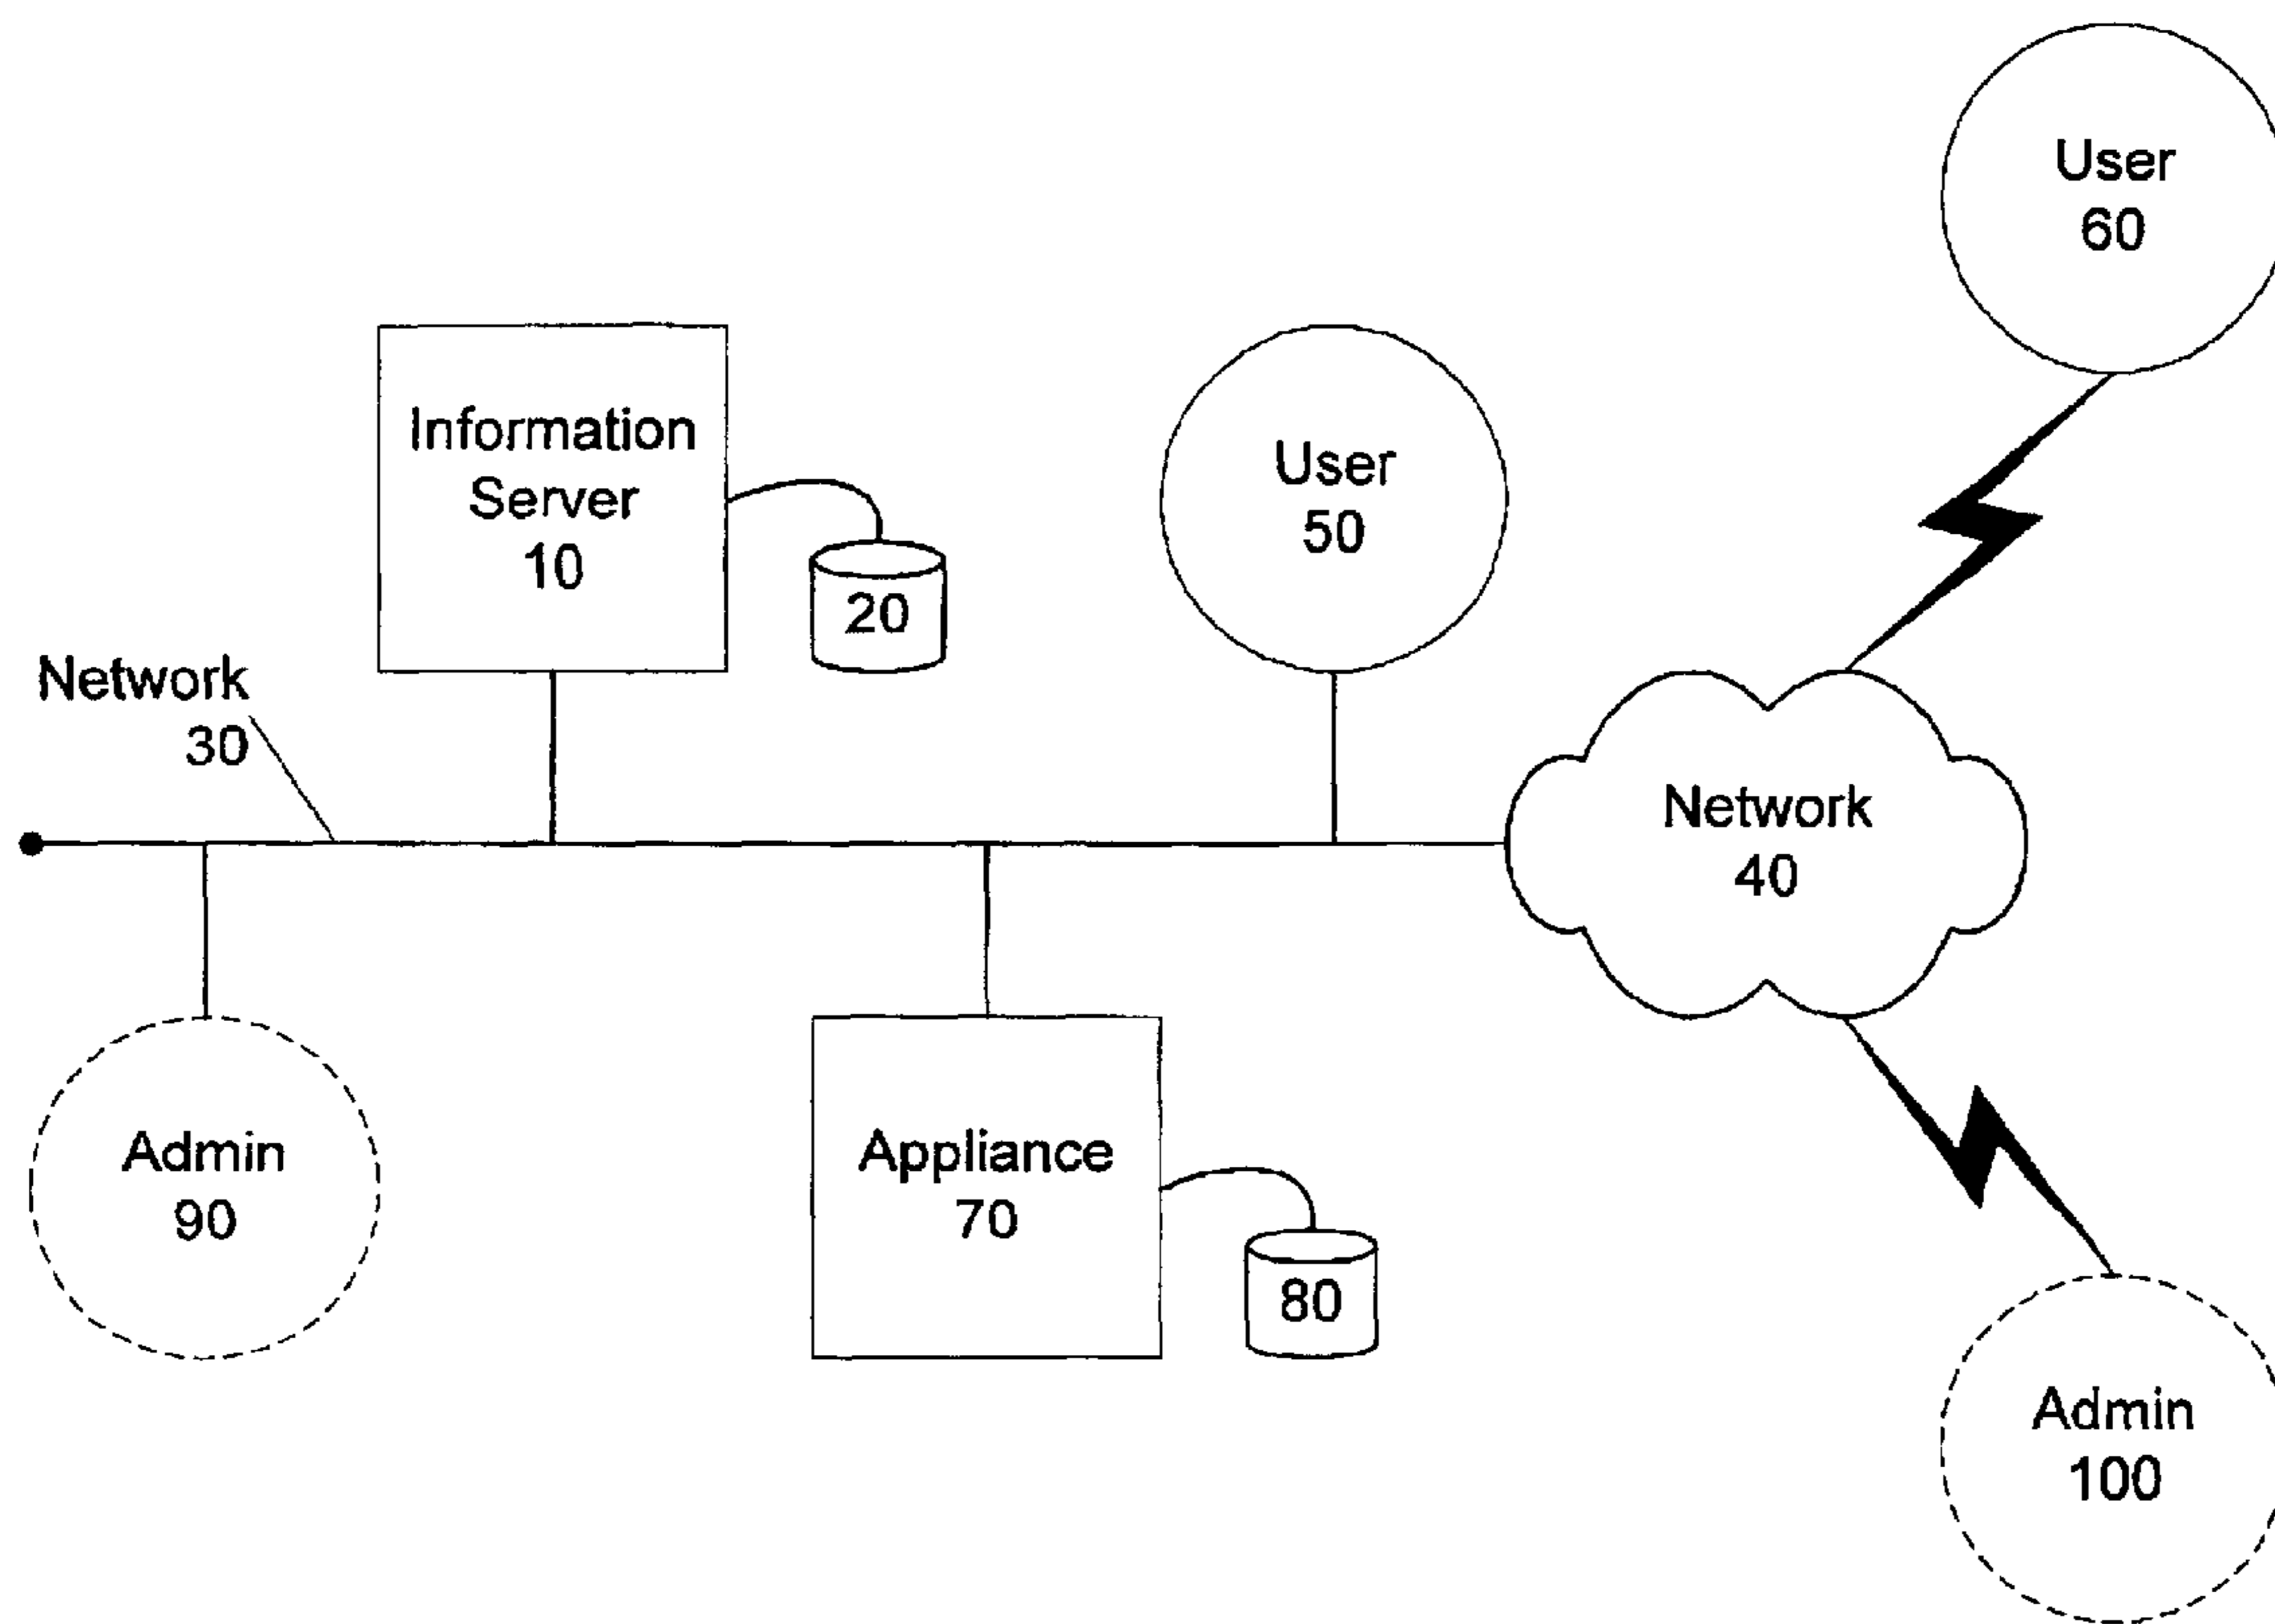 User
60
Information
Server
10
User
50
20
Network
30
Network
40
Admin
90
Appliance
70
80
Admin
100